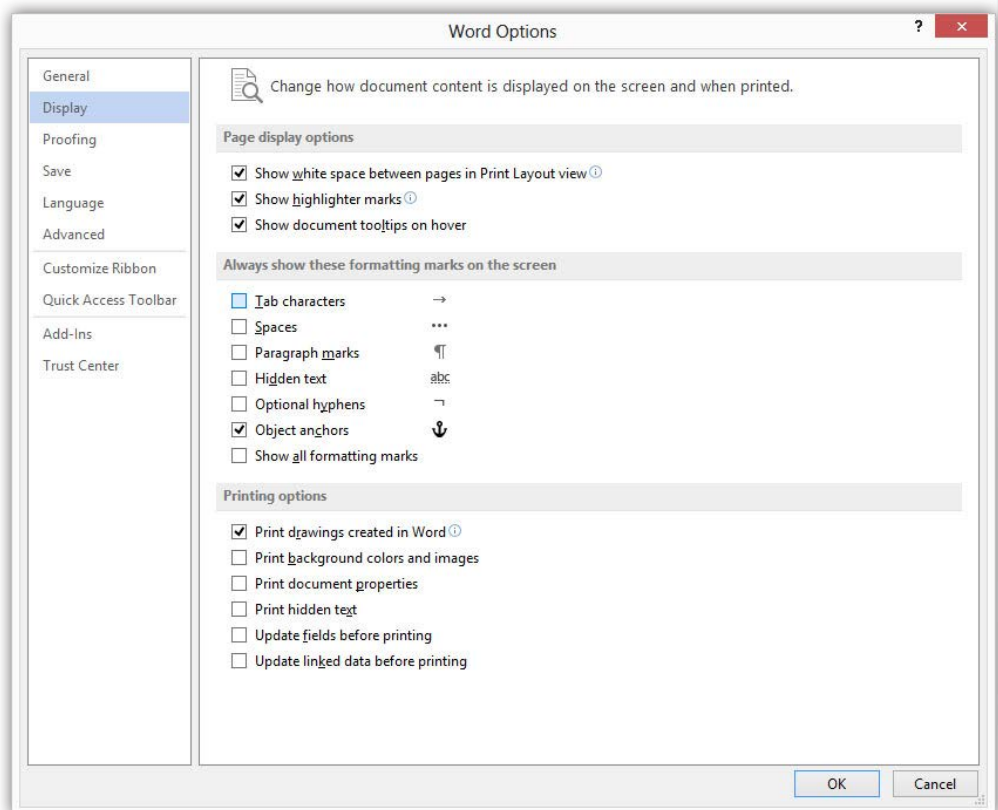 Word Options
?
General
Display
Proofing
Save
Language
Advanced
Customize Ribbon
Quick Access Toolbar
Add-Ins
Trust Center
Change how document content is displayed on the screen and when printed.
Page display options
Show white space between pages in Print Layout view
Show highlighter marks
Show document tooltips on hover
Always show these formatting marks on the screen
Tab characters →
Spaces •••
Paragraph marks ¶
Hidden text abc
Optional hyphens ¬
Object anchors
Show all formatting marks
Printing options
Print drawings created in Word
Print background colors and images
Print document properties
Print hidden text
Update fields before printing
Update linked data before printing
OK Cancel